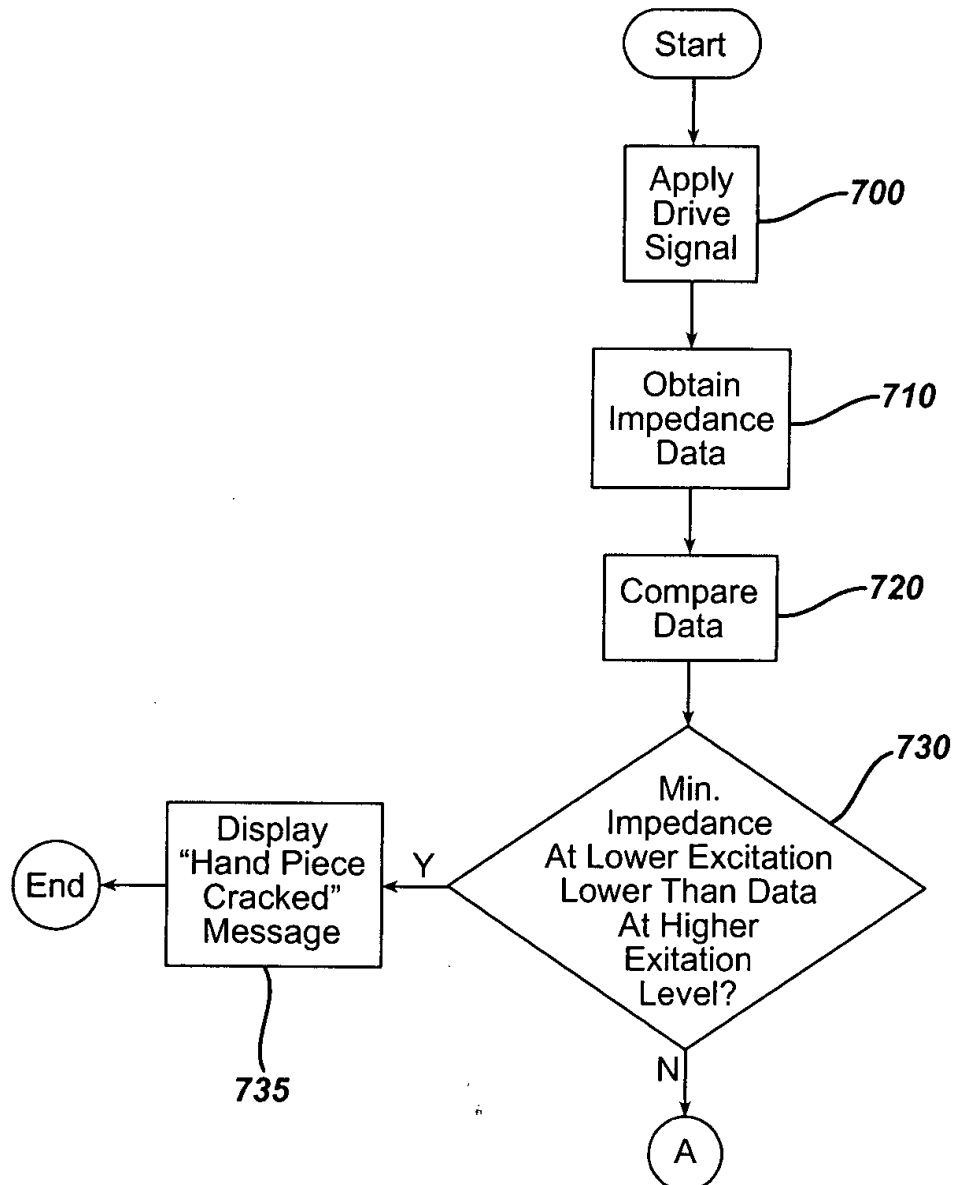 Start
Apply
Drive
Signal
700
Obtain
Impedance
Data
710
Compare
Data
720
730
Min.
Impedance
At Lower Excitation
Lower Than Data
At Higher
Exitation
Level?
Y
Display
“Hand Piece
Cracked”
Message
End
735
N
A